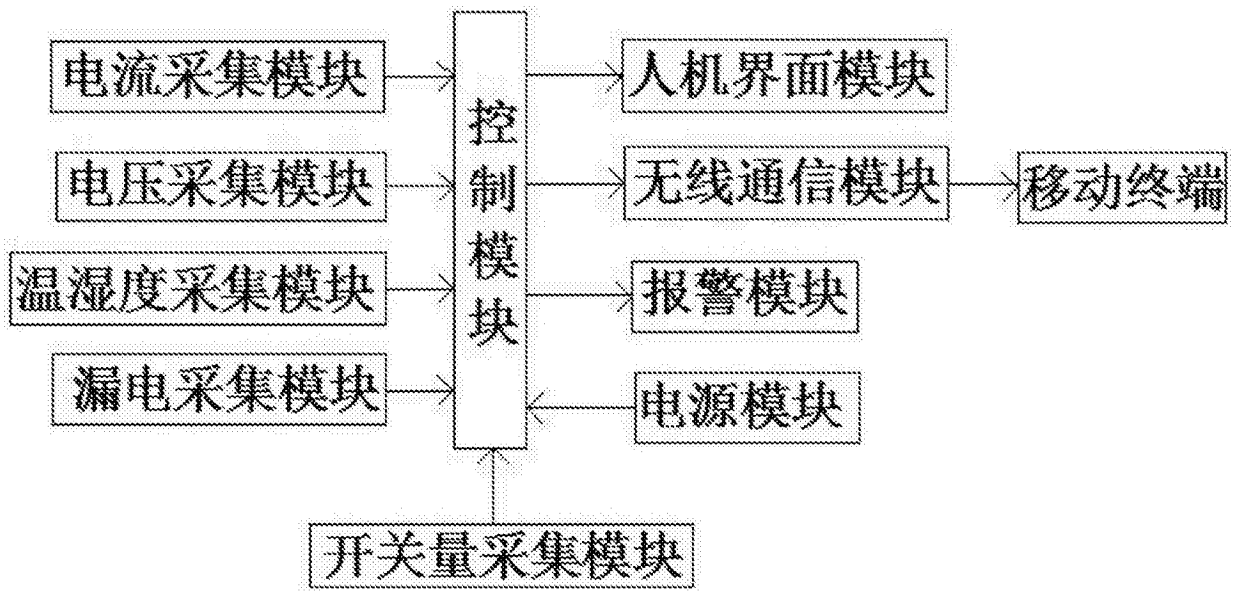 电流采集模块
电压采集模块
温湿度采集模块
漏电采集模块
控制模块
人机界面模块
无线通信模块
移动终端
报警模块
电源模块
开关量采集模块